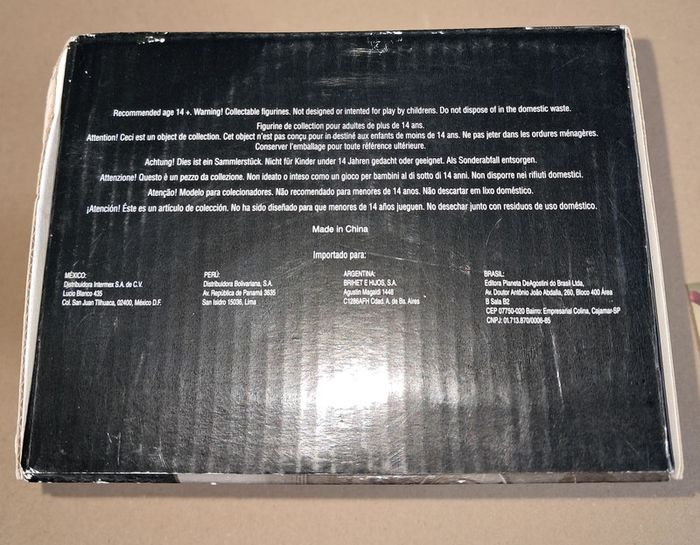 Recommended age 14 +. Warning! Collectable figurines. Not designed or intented for play by childrens. Do not dispose of in the domestic waste.
Figurine de collection pour adultes de plus de 14 ans.
Attention! Ceci est un object de collection. Cet object n'est pas conçu pour in destiné aux enfants de moins de 14 ans. Ne pas jeter dans les ordures ménagères.
Conserver l'emballage pour toute référence ultérieure.
Achtung! Dies ist ein Sammlerstück. Nicht für Kinder under 14 Jahren gedacht oder geeignet. Als Sonderabfall entsorgen.
Attenzione! Questo è un pezzo da collezione. Non ideato o inteso como un gioco per bambini al di sotto di 14 anni. Non disporre nei rifiuti domestici.
Atenção! Modelo para colecionadores. Não recomendado para menores de 14 anos. Não descartar em lixo doméstico.
¡Atención! Éste es un artículo de colección. No ha sido diseñado para que menores de 14 años jueguen. No desechar junto con residuos de uso doméstico.
Made in China
Importado para:
MÉXICO:
Distribuidora Intermex S.A. de C.V.
Lucio Blanco 435
Col. San Juan Tlihuaca, 02400, México D.F.
PERÚ:
Distribuidora Bolivariana, S.A.
Av. República de Panamá 3635
San Isidro 15036, Lima
ARGENTINA:
BRIHET E HIJOS, S.A.
Agustín Magaldi 1448
C1286AFH Cdad. A. de Bs. Aires
BRASIL:
Editora Planeta DeAgostini do Brasil Ltda,
Av. Doutor Antônio João Abdalla, 260, Bloco 400 Área
B Sala B2
CEP 07750-020 Bairro: Empresarial Colina, Cajamar-SP
CNPJ: 01.713.870/0006-85